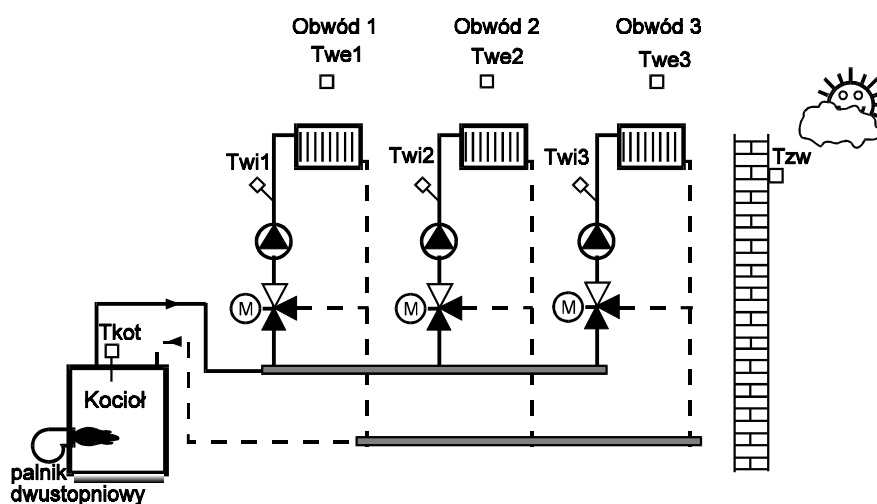 Obwód 1
Twe1
Obwód 2
Twe2
Obwód 3
Twe3
Twi1
Twi2
Twi3
Tzw
M
M
M
Tkot
Kocioł
palnik
dwustopniowy